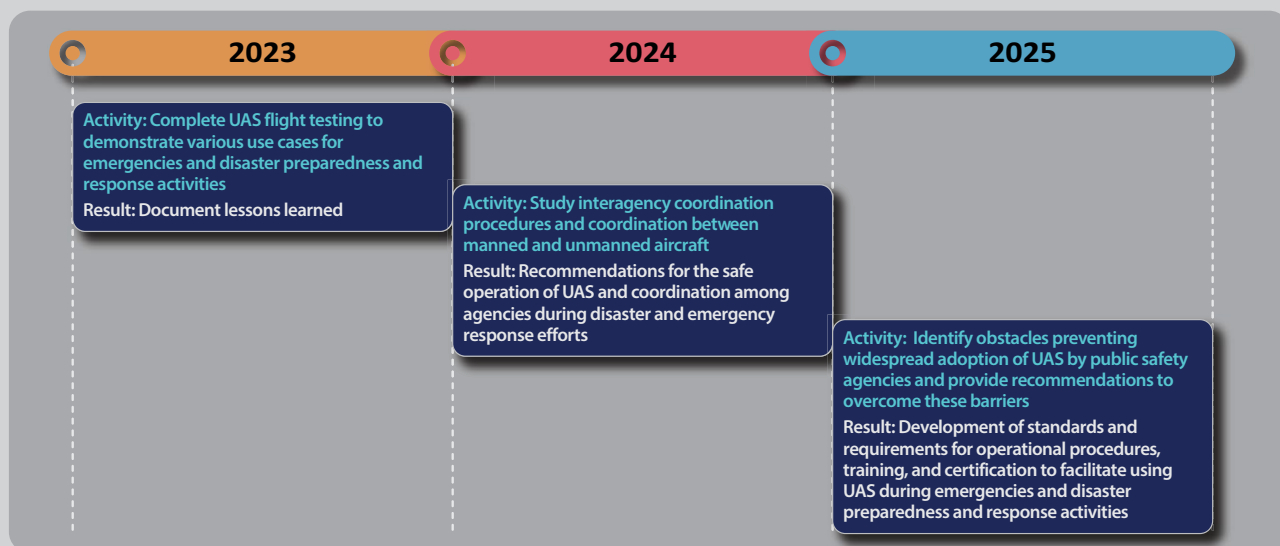 2023
2024
2025
Activity: Complete UAS flight testing to
demonstrate various use cases for
emergencies and disaster preparedness and
response activities
Result: Document lessons learned
Activity: Study interagency coordination
procedures and coordination between
manned and unmanned aircraft
Result: Recommendations for the safe
operation of UAS and coordination among
agencies during disaster and emergency
response efforts
Activity:  Identify obstacles preventing
widespread adoption of UAS by public safety
agencies and provide recommendations to
overcome these barriers
Result: Development of standards and
requirements for operational procedures,
training, and certification to facilitate using
UAS during emergencies and disaster
preparedness and response activities